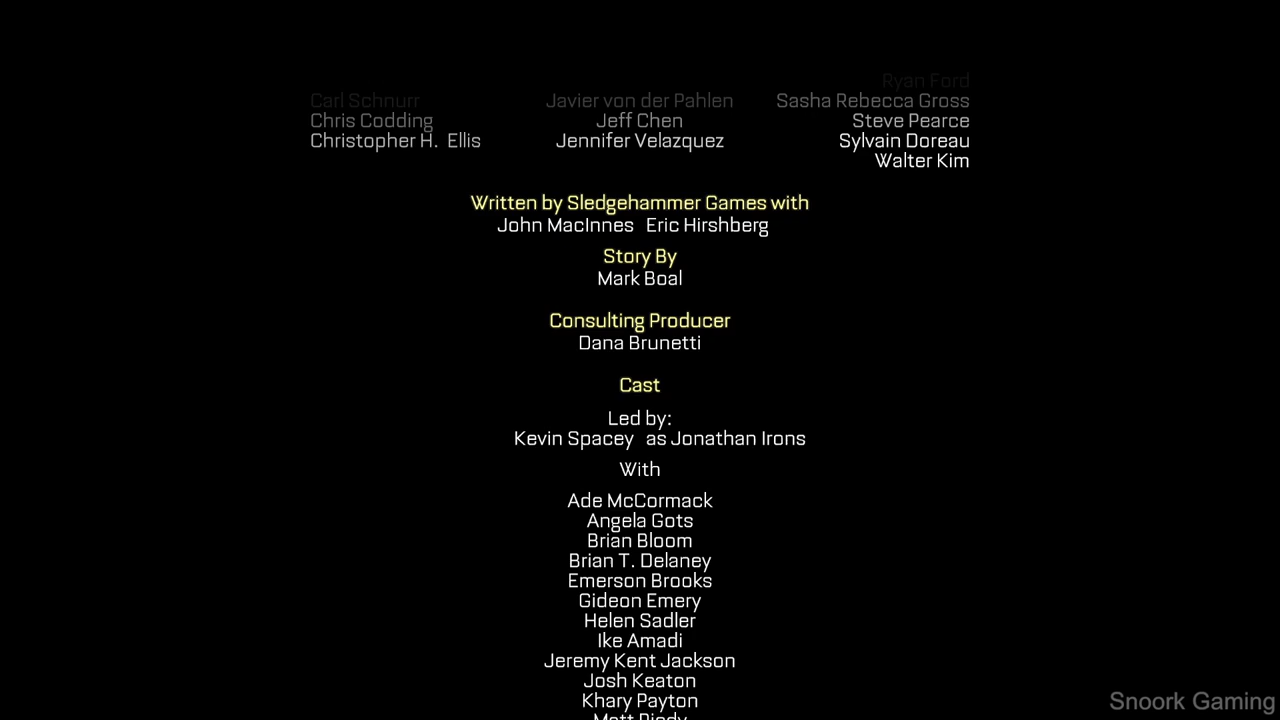 Ryan Ford
Carl Schnurr Javier von der Pahlen Sasha Rebecca Gross
Chris Codding Jeff Chen Steve Pearce
Christopher H. Ellis Jennifer Velazquez Sylvain Doreau
Walter Kim
Written by Sledgehammer Games with
John MacInnes Eric Hirshberg
Story By
Mark Boal
Consulting Producer
Dana Brunetti
Cast
Led by:
Kevin Spacey as Jonathan Irons
With
Ade McCormack
Angela Gots
Brian Bloom
Brian T. Delaney
Emerson Brooks
Gideon Emery
Helen Sadler
Ike Amadi
Jeremy Kent Jackson
Josh Keaton
Khary Payton
Snoork Gaming